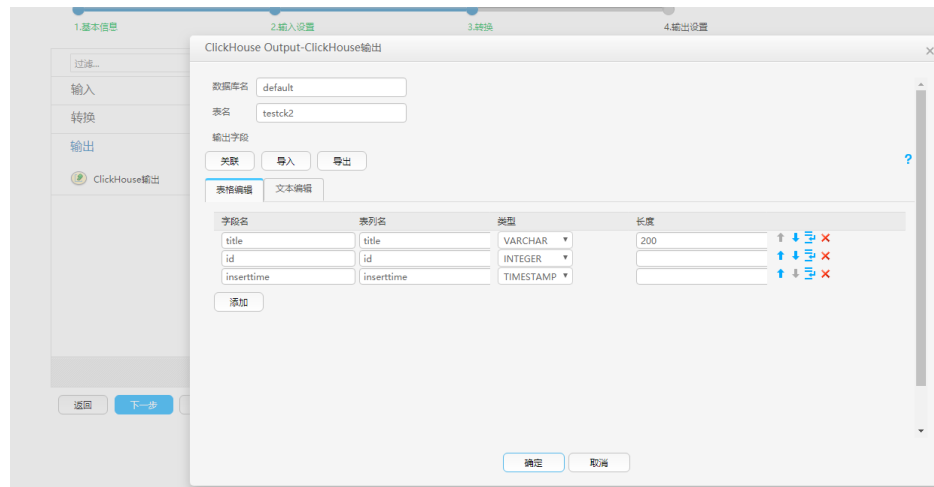 1.基本信息 2.输入设置 3.转换 4.输出设置
过滤...
输入
转换
输出
ClickHouse输出
返回 下一步
ClickHouse Output-ClickHouse输出 ×
数据库名 default
表名 testck2
输出字段
关联 导入 导出
?
表格编辑 文本编辑
字段名 表列名 类型 长度
title title VARCHAR 200
id id INTEGER
inserttime inserttime TIMESTAMP
添加
确定 取消